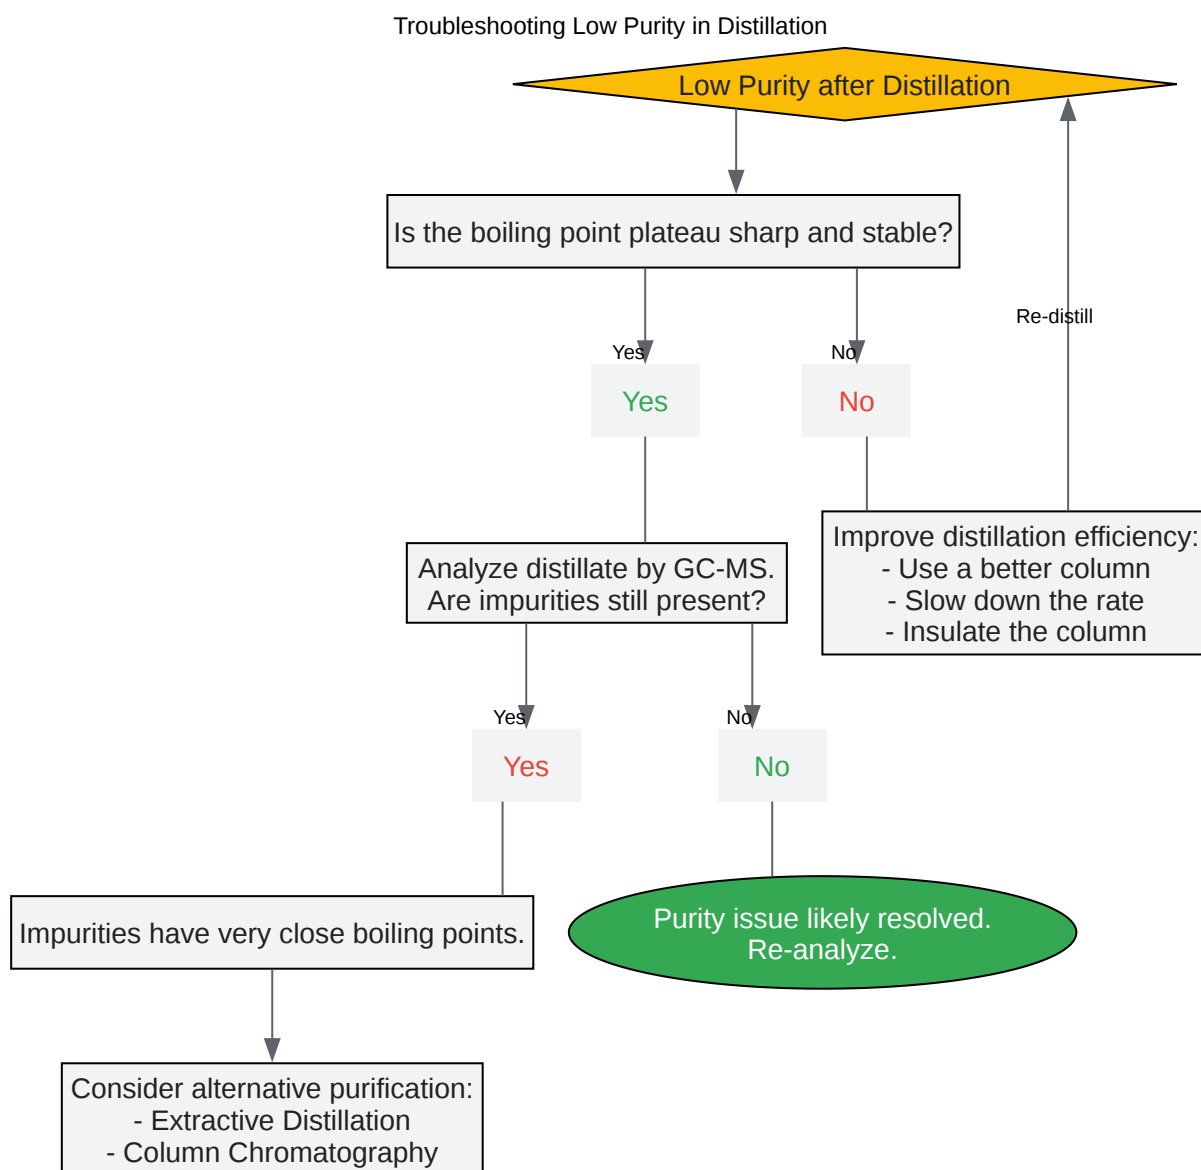 Troubleshooting Low Purity in Distillation
Low Purity after Distillation
Is the boiling point plateau sharp and stable?
Re-distill
Yes
No
Yes
No
Improve distillation efficiency:
- Use a better column
- Slow down the rate
- Insulate the column
Analyze distillate by GC-MS.
Are impurities still present?
Yes
No
Yes
No
Impurities have very close boiling points.
Purity issue likely resolved.
Re-analyze.
Consider alternative purification:
- Extractive Distillation
- Column Chromatography